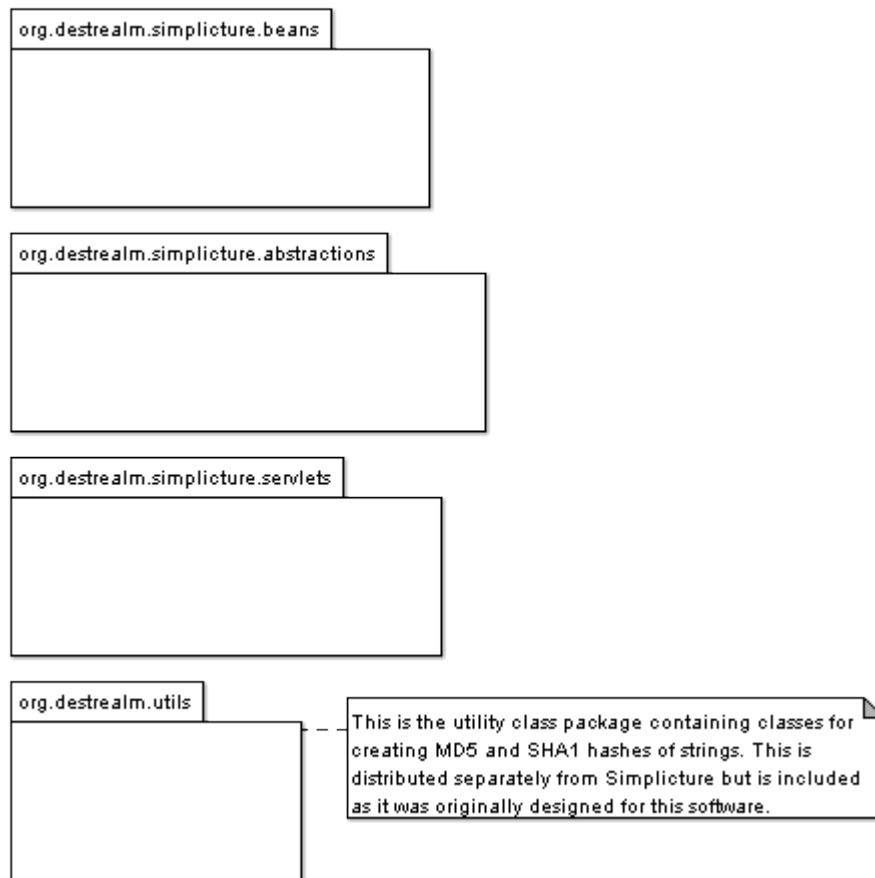 org.destrealm.simplicture.beans
org.destrealm.simplicture.abstractions
org.destrealm.simplicture.servlets
org.destrealm.utils
This is the utility class package containing classes for
creating MD5 and SHA1 hashes of strings. This is
distributed separately from Simplicture but is included
as it was originally designed for this software.